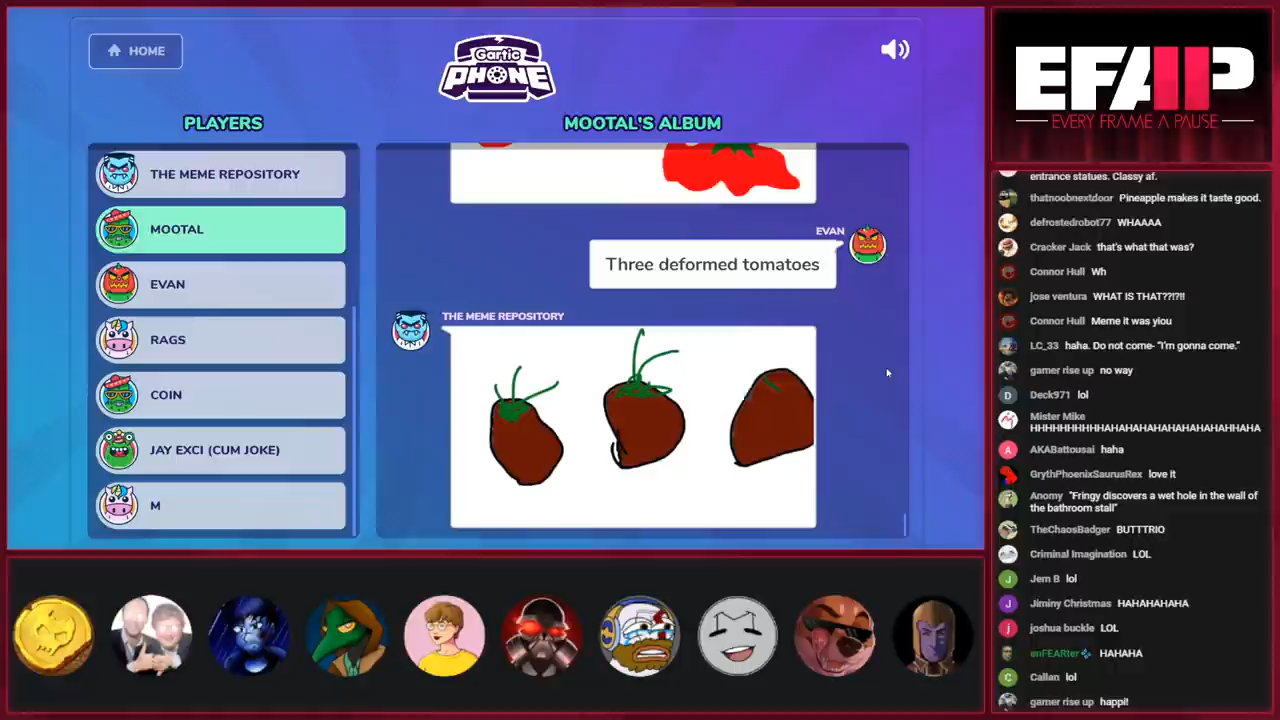 HOME
Gartic
PHONE
PLAYERS
THE MEME REPOSITORY
MOOTAL
EVAN
RAGS
COIN
JAY EXCI (CUM JOKE)
M
MOOTAL'S ALBUM
EVAN
Three deformed tomatoes
THE MEME REPOSITORY
EFAP
EVERY FRAME A PAUSE
entrance statues. Classy af.
thatnoobnextdoor Pineapple makes it taste good.
defrostedrobot77 WHAAAA
Cracker Jack that's what that was?
Connor Hull Wh
jose ventura WHAT IS THAT??!?!!
Connor Hull Meme it was yiou
LC_33 haha. Do not come- “I'm gonna come.”
gamer rise up no way
D
Deck971 lol
Mister Mike
HHHHHHHHHHAHAHAHAHAHAHAHAHHAHA
A
AKABattousai haha
GrythPhoenixSaurusRex love it
Anomy “Fringy discovers a wet hole in the wall of
the bathroom stall”
TheChaosBadger BUTTTRIO
Criminal Imagination LOL
J
Jem B lol
J
Jiminy Christmas HAHAHAHAHA
j
joshua buckle LOL
enFEARter HAHAHA
C
Callan lol
gamer rise up happi!